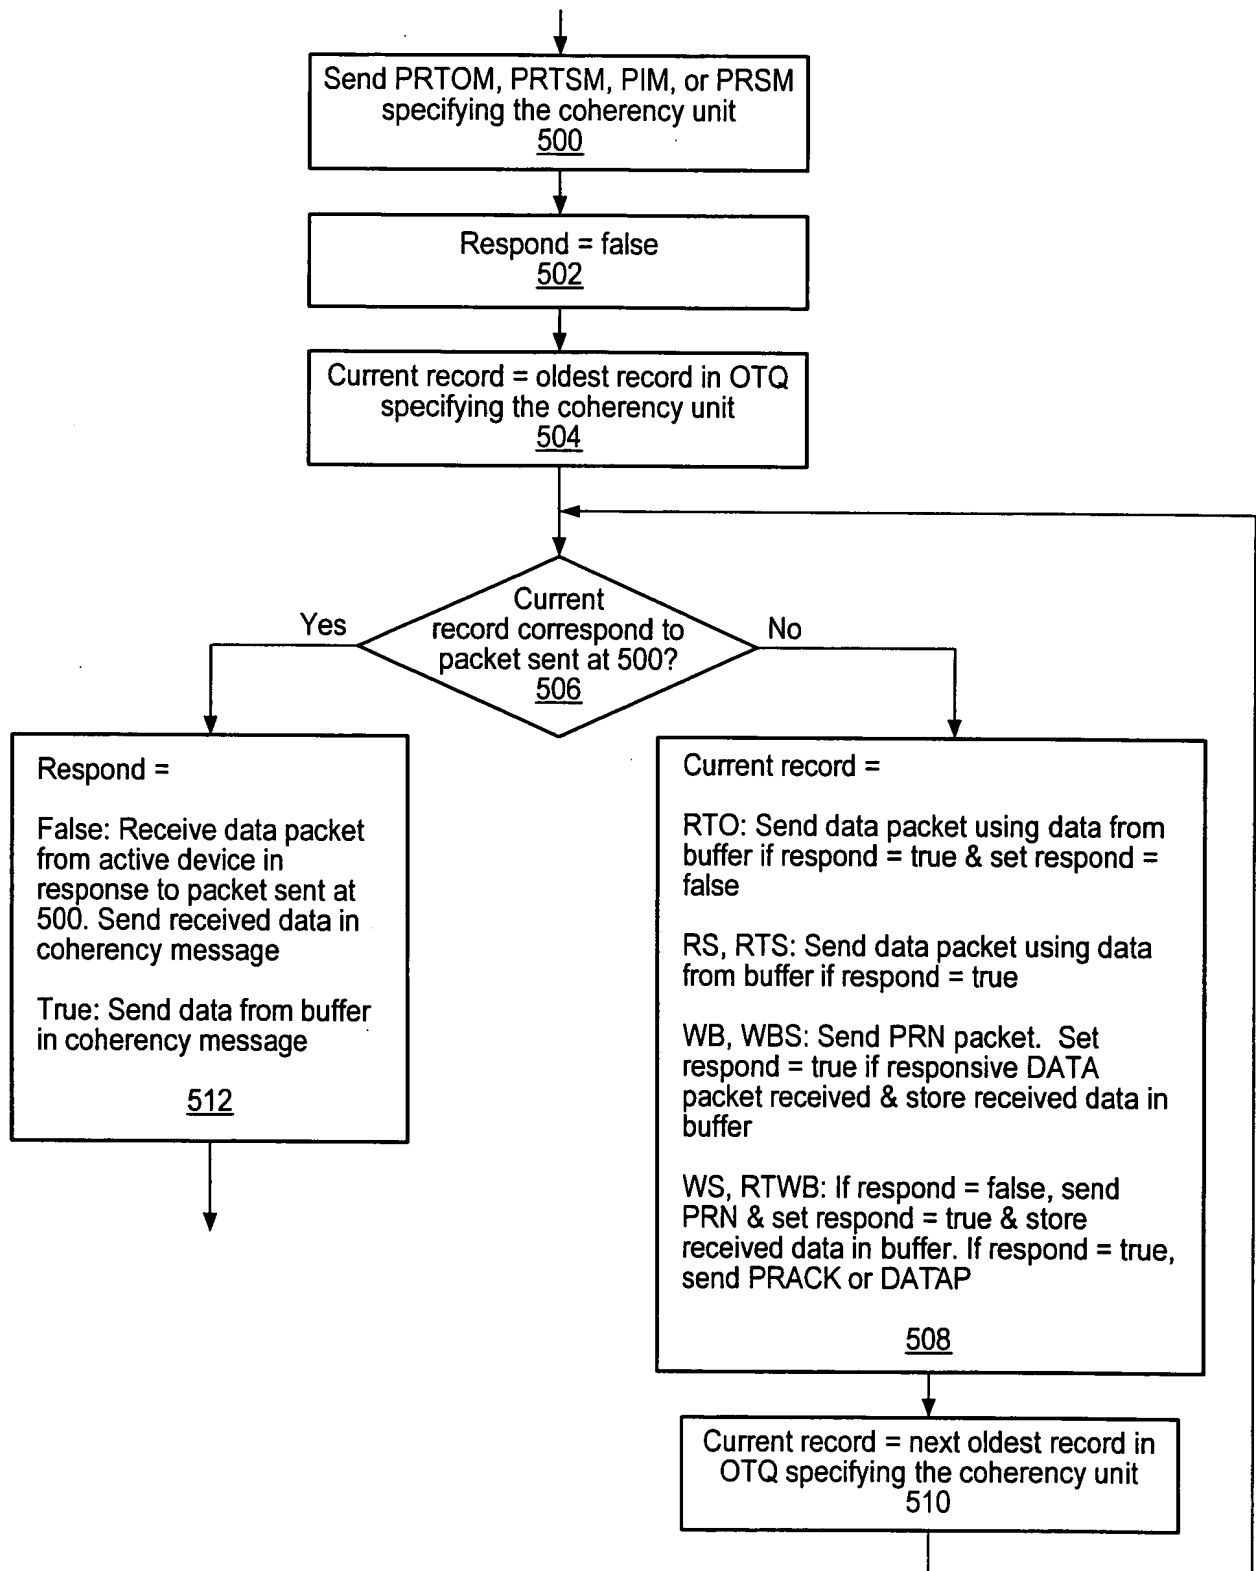 Send PRTOM, PRTSM, PIM, or PRSM
specifying the coherency unit
500
Respond = false
502
Current record = oldest record in OTQ
specifying the coherency unit
504
Current
record correspond to
packet sent at 500?
506
Yes
No
Respond =
False: Receive data packet
from active device in
response to packet sent at
500. Send received data in
coherency message
True: Send data from buffer
in coherency message
512
Current record =
RTO: Send data packet using data from
buffer if respond = true & set respond =
false
RS, RTS: Send data packet using data
from buffer if respond = true
WB, WBS: Send PRN packet. Set
respond = true if responsive DATA
packet received & store received data in
buffer
WS, RTWB: If respond = false, send
PRN & set respond = true & store
received data in buffer. If respond = true,
send PRACK or DATAP
508
Current record = next oldest record in
OTQ specifying the coherency unit
510